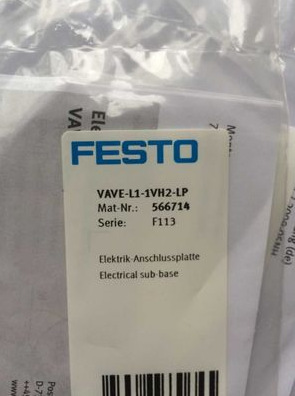 FESTO
VAVE-L1-1VH2-LP
Mat-Nr.: 566714
Serie: F113
Elektrik-Anschlussplatte
Electrical sub-base